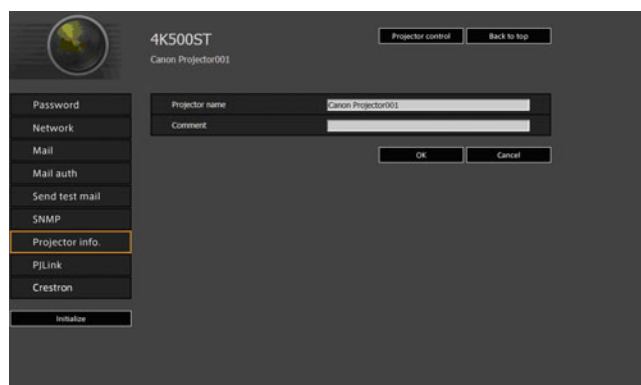 4K500ST
Projector control
Back to top
Canon Projector001
Password
Network
Mail
Mail auth
Send test mail
SNMP
Projector info.
PJLink
Crestron
Initialize
Projector name
Canon Projector001
Comment
OK
Cancel